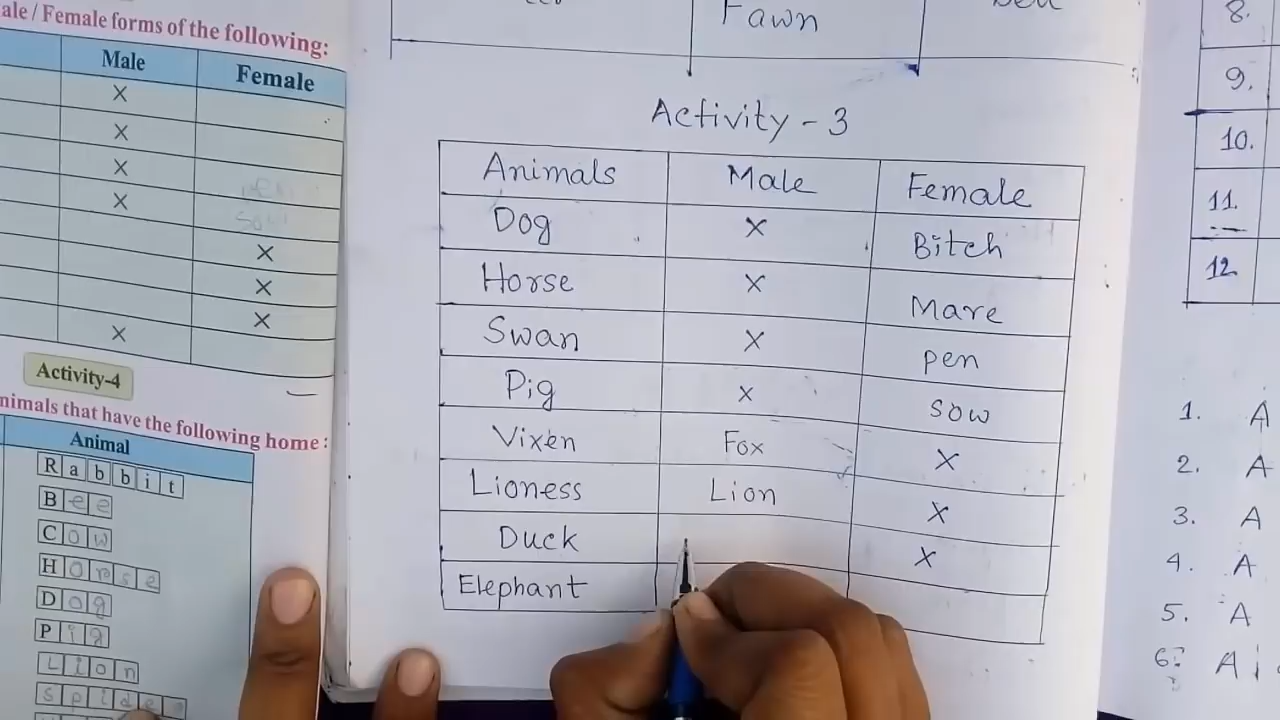 ale / Female forms of the following:
Male Female
X
X
X
X
X
X
X
X
Activity-4
nimals that have the following home :
Animal
Rabbit
Bee
Cow
Horse
Dog
Pig
Lion
Spide
Fawn
Activity - 3
Animals Male Female
Dog X Bitch
Horse X Mare
Swan X pen
Pig X sow
Vixen Fox X
Lioness Lion X
Duck X
Elephant
8.
9.
10.
11.
12
1. A
2. A
3. A
4. A
5. A
6. A